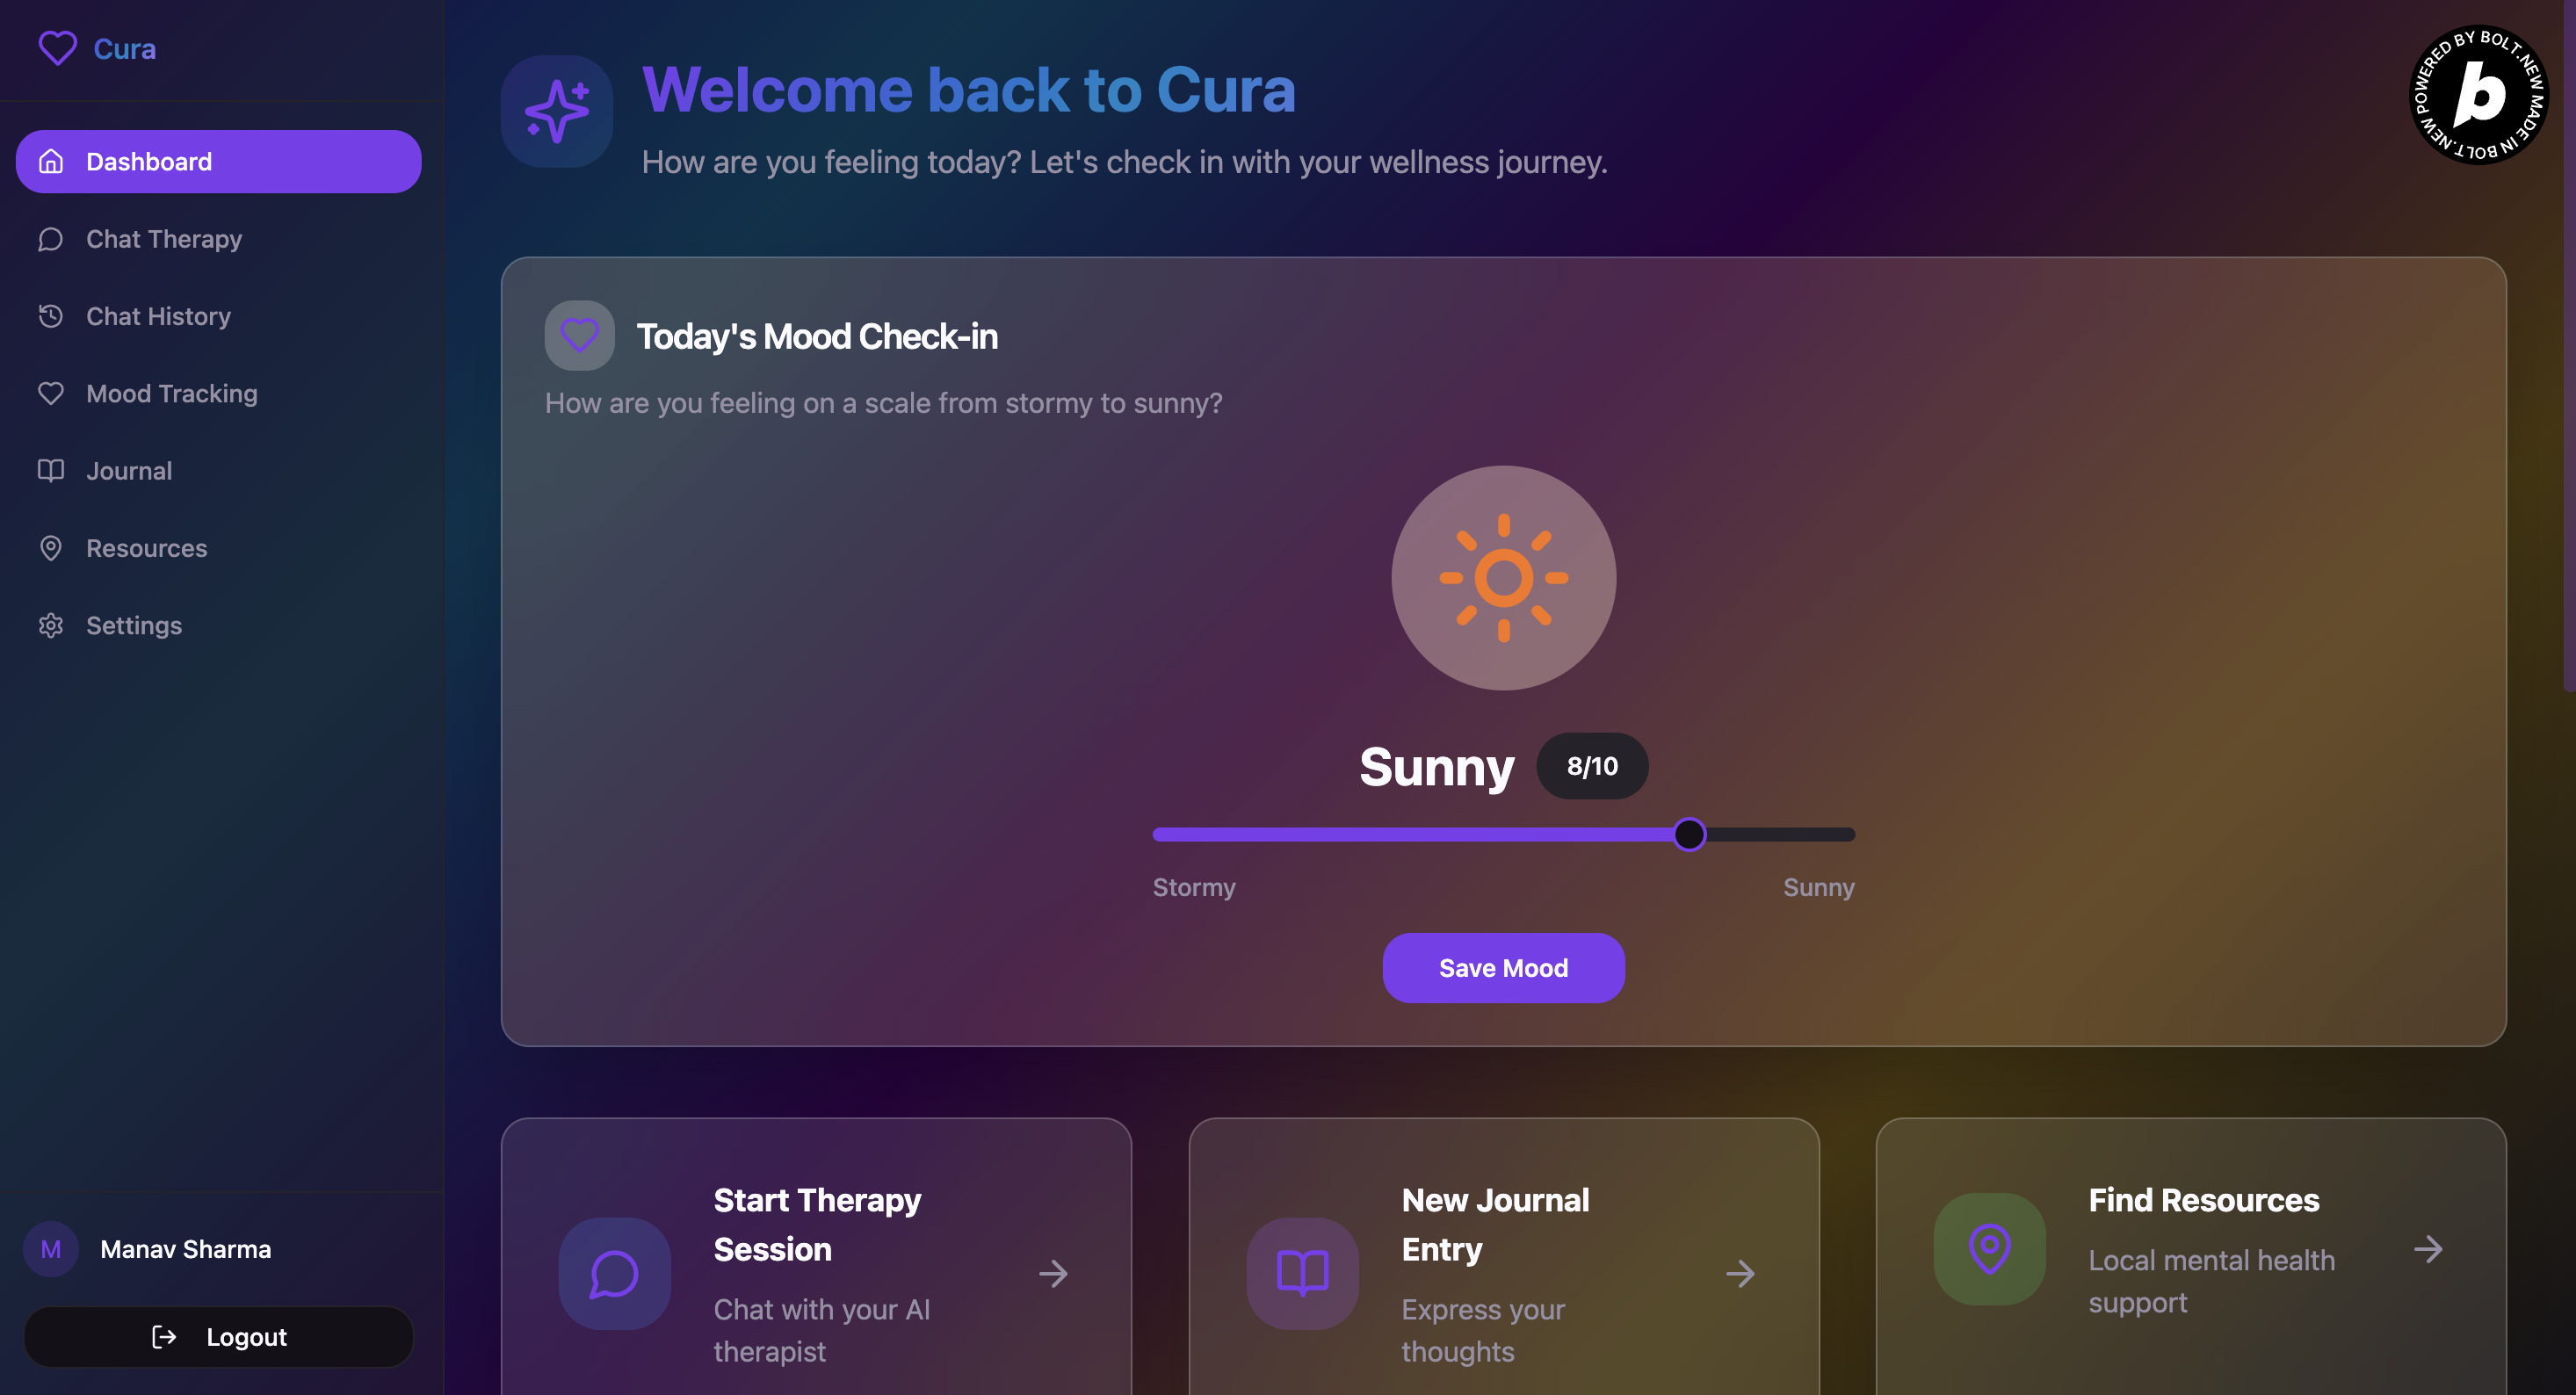 Cura
Dashboard
Chat Therapy
Chat History
Mood Tracking
Journal
Resources
Settings
M
Manav Sharma
Logout
Welcome back to Cura
How are you feeling today? Let's check in with your wellness journey.
POWERED BY BOLT.NEW MADE IN BOLT.NEW
b
Today's Mood Check-in
How are you feeling on a scale from stormy to sunny?
Sunny 8/10
Stormy Sunny
Save Mood
Start Therapy
Session
Chat with your AI
therapist
New Journal
Entry
Express your
thoughts
Find Resources
Local mental health
support